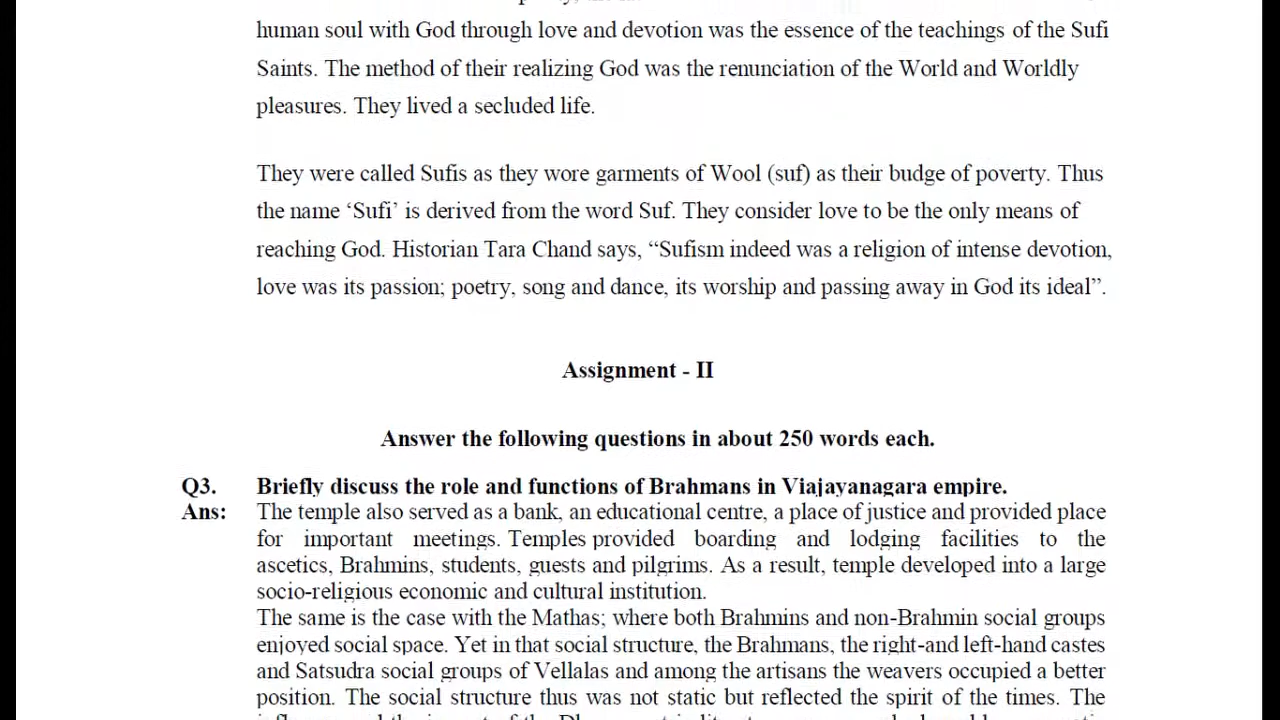 human soul with God through love and devotion was the essence of the teachings of the Sufi
Saints. The method of their realizing God was the renunciation of the World and Worldly
pleasures. They lived a secluded life.
They were called Sufis as they wore garments of Wool (suf) as their budge of poverty. Thus
the name ‘Sufi’ is derived from the word Suf. They consider love to be the only means of
reaching God. Historian Tara Chand says, “Sufism indeed was a religion of intense devotion,
love was its passion; poetry, song and dance, its worship and passing away in God its ideal”.
Assignment - II
Answer the following questions in about 250 words each.
Q3. Briefly discuss the role and functions of Brahmans in Viajayanagara empire.
Ans: The temple also served as a bank, an educational centre, a place of justice and provided place
for important meetings. Temples provided boarding and lodging facilities to the
ascetics, Brahmins, students, guests and pilgrims. As a result, temple developed into a large
socio-religious economic and cultural institution.
The same is the case with the Mathas; where both Brahmins and non-Brahmin social groups
enjoyed social space. Yet in that social structure, the Brahmans, the right-and left-hand castes
and Satsudra social groups of Vellalas and among the artisans the weavers occupied a better
position. The social structure thus was not static but reflected the spirit of the times. The